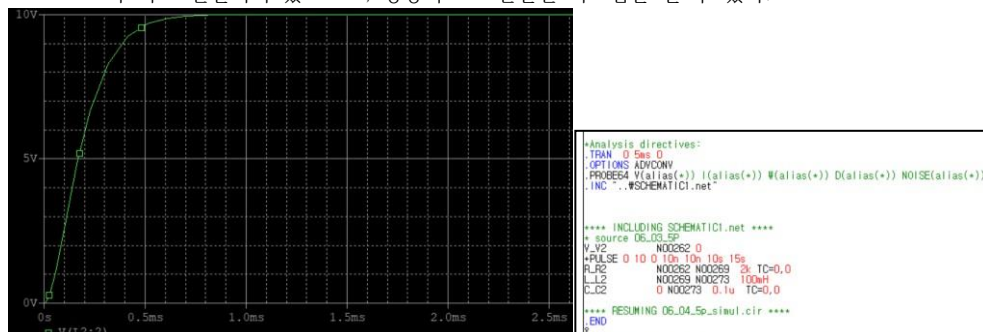 10V
5V
0V
0s
0.5ms
1.0ms
1.5ms
2.0ms
2.5ms
V(L2:2)
*Analysis directives:
.TRAN 0 5ms 0
.OPTIONS ADVCONV
.PROBE64 V(alias(*)) I(alias(*)) W(alias(*)) D(alias(*)) NOISE(alias(*))
.INC "..₩SCHEMATIC1.net"
**** INCLUDING SCHEMATIC1.net ****
* source 06_03_5P
V_V2 N00262 0
+PULSE 0 10 0 10n 10n 10s 15s
R_R2 N00262 N00269 2k TC=0,0
L_L2 N00269 N00273 100mH
C_C2 0 N00273 0.1u TC=0,0
**** RESUMING 06_04_5p_simul.cir ****
.END